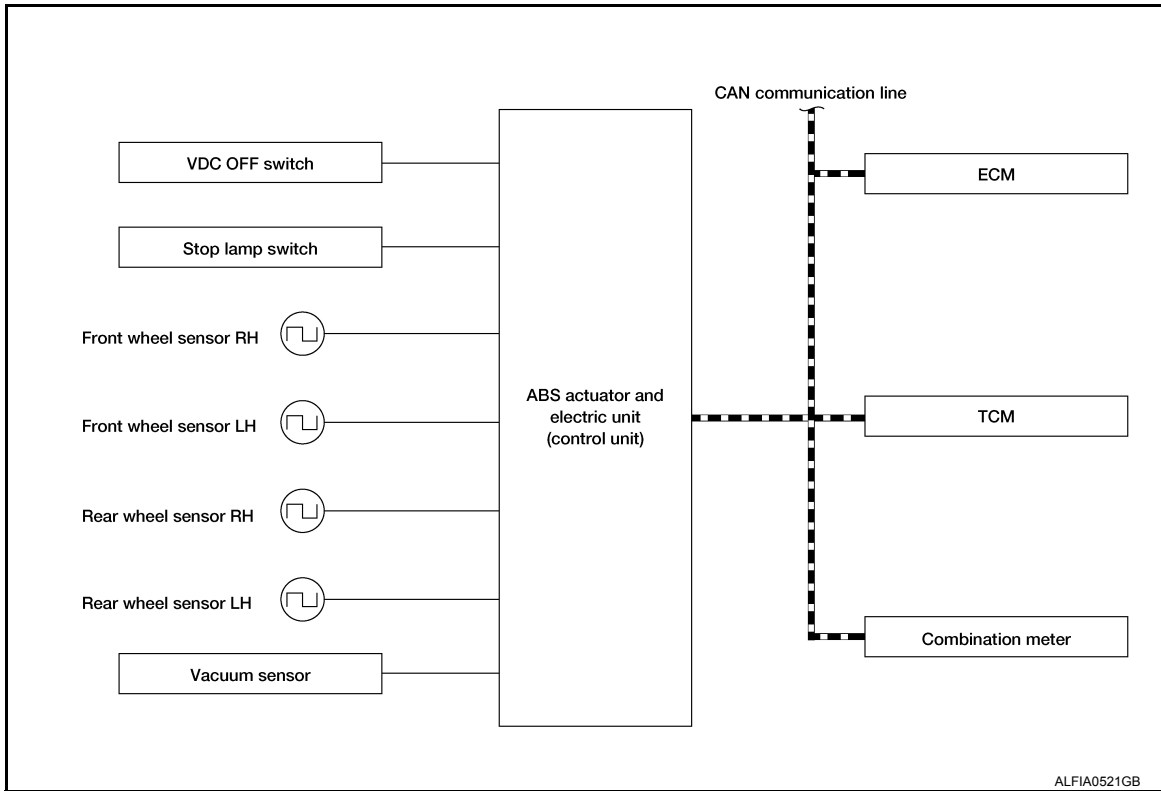 CAN communication line
VDC OFF switch
ECM
Stop lamp switch
Front wheel sensor RH
ABS actuator and
electric unit
(control unit)
Front wheel sensor LH
TCM
Rear wheel sensor RH
Rear wheel sensor LH
Combination meter
Vacuum sensor
ALFIA0521GB